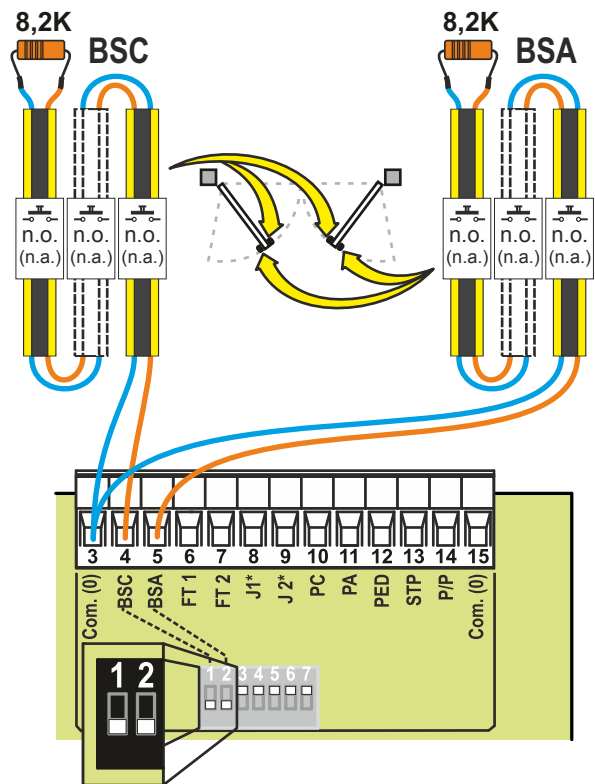 8,2K
BSC
8,2K
BSA
n.o.
(n.a.)
n.o.
(n.a.)
n.o.
(n.a.)
n.o.
(n.a.)
n.o.
(n.a.)
n.o.
(n.a.)
3 4 5 6 7 8 9 10 11 12 13 14 15
Com. (0)
BSC
BSA
FT 1
FT 2
J1*
J 2*
PC
PA
PED
STP
P/P
Com. (0)
1 2
1 2 3 4 5 6 7